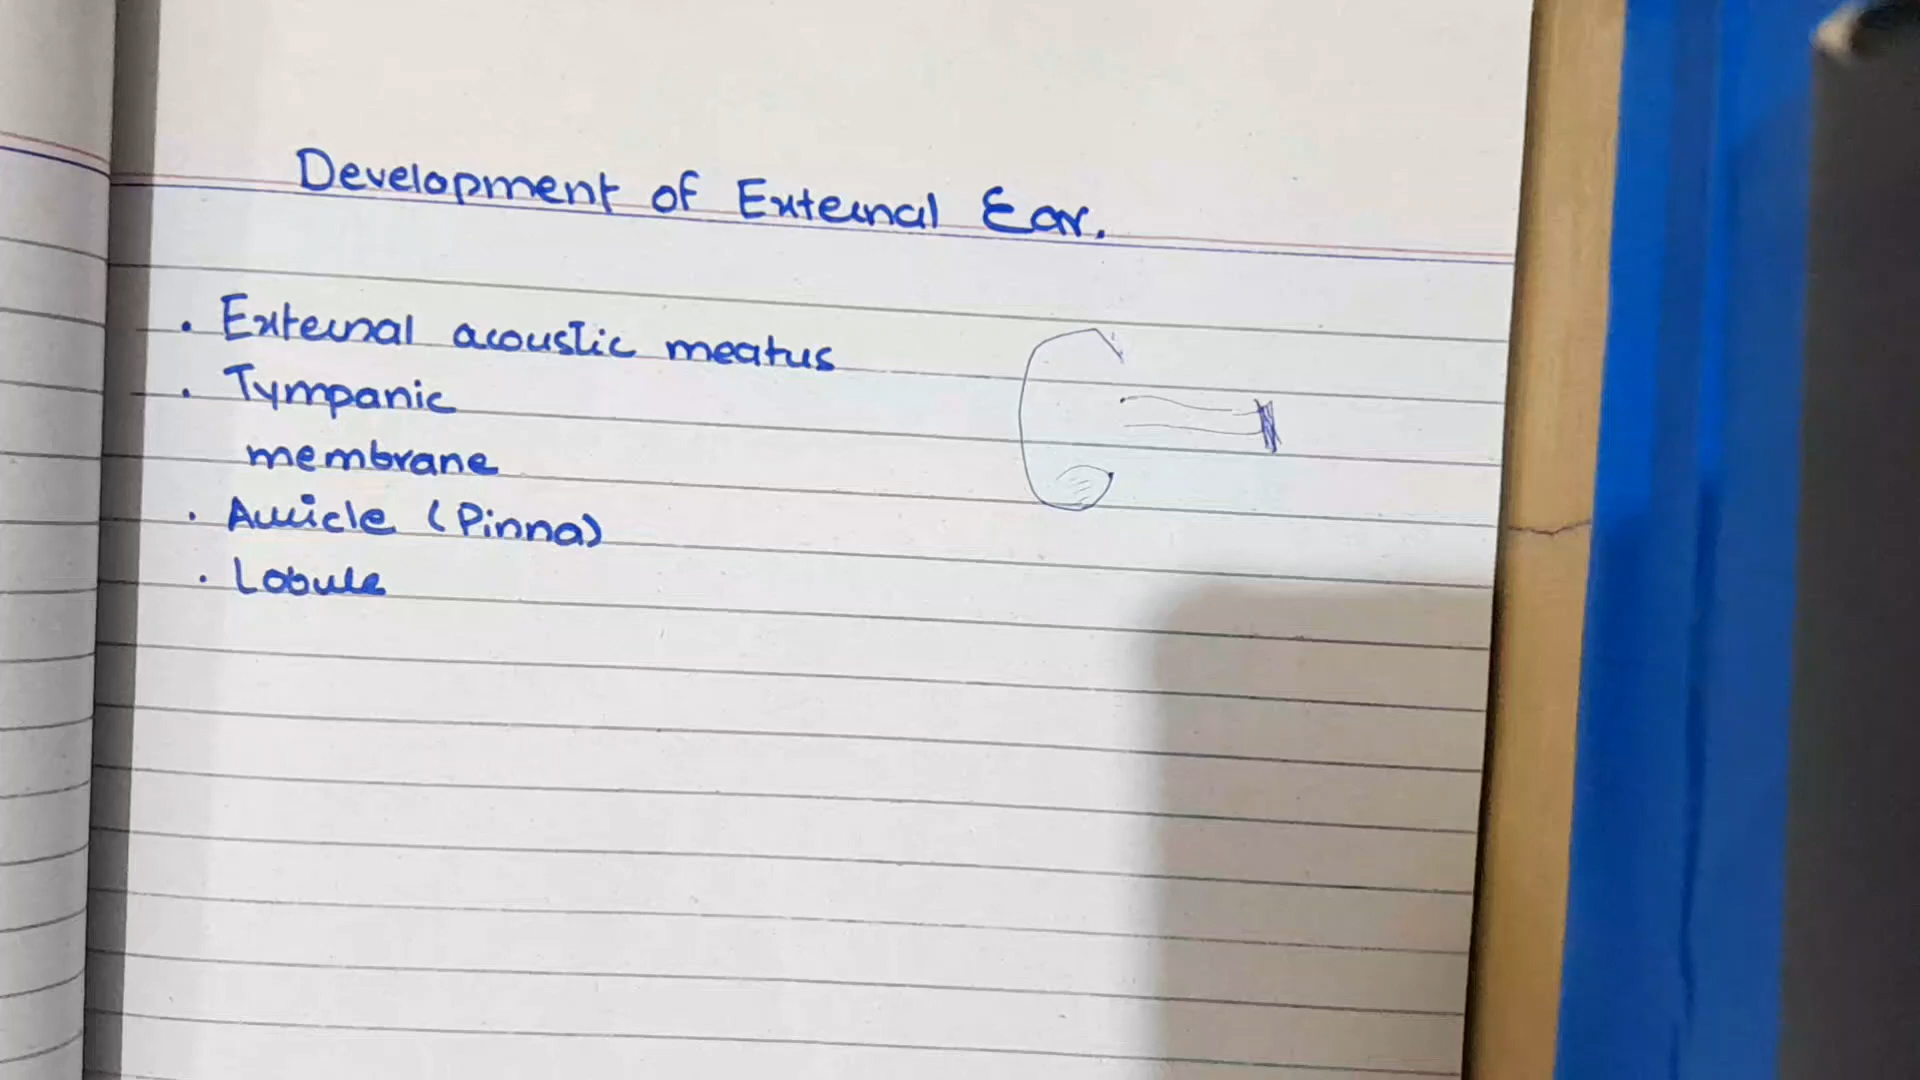 Development of External Ear.
. External acoustic meatus
. Tympanic
membrane
. Auricle (Pinna)
. Lobule